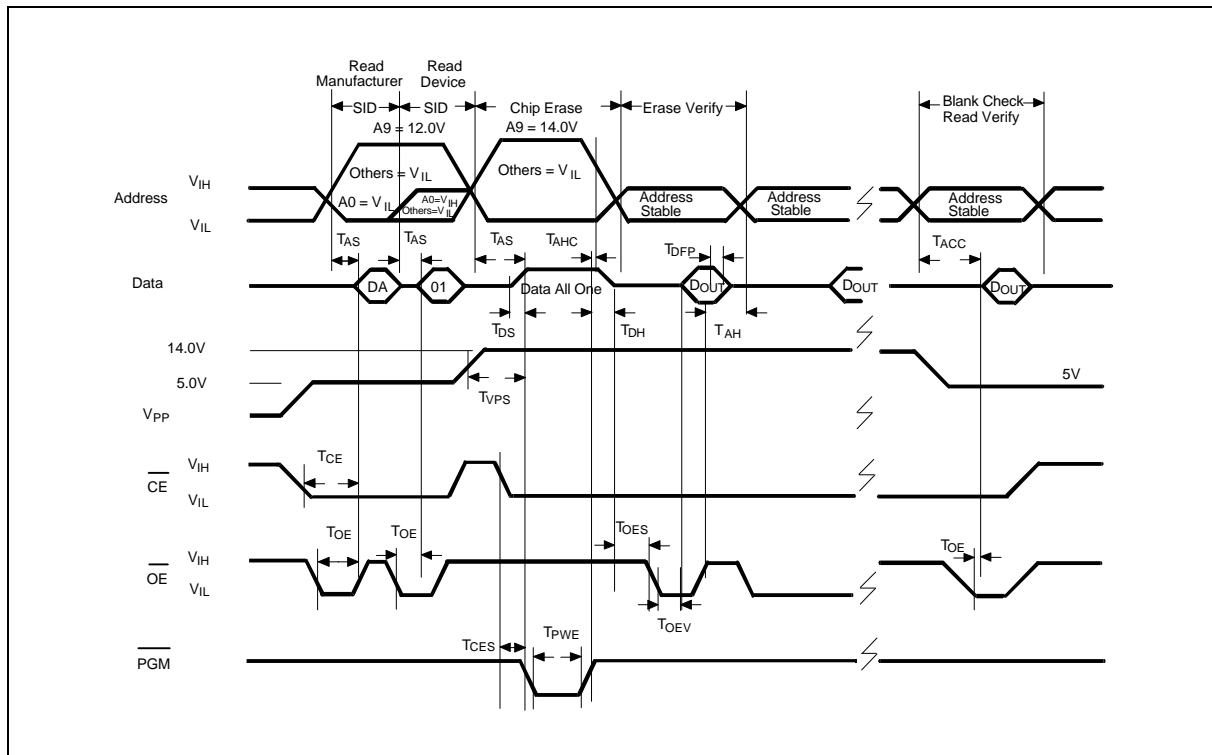 Read
Manufacturer
SID
Read
Device
SID
Chip Erase
Erase Verify
Blank Check
Read Verify
A9 = 12.0V
A9 = 14.0V
Others = VIL
Others = VIL
Address
VIH
VIL
A0 = VIL
A0=VIH
Others=VIL
Address
Stable
Address
Stable
Address
Stable
TAS
TAS
TAS
TAHC
TDFP
TACC
Data
DA
01
Data All One
DOUT
DOUT
DOUT
TDS
TDH
TAH
14.0V
5.0V
VPP
TVPS
5V
CE
VIH
VIL
TCE
OE
VIH
VIL
TOE
TOE
TOES
TOE
TOEV
PGM
TCES
TPWE